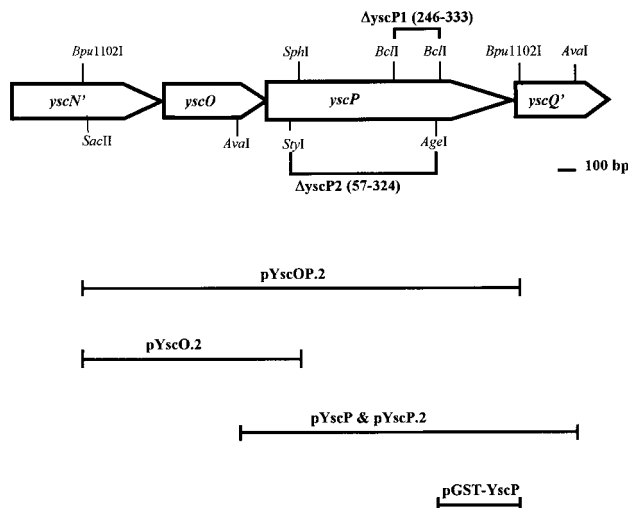 ΔyscP1 (246-333)
Bpu1102I SphI BclI BclI Bpu1102I AvaI
yscN' yscO yscP yscQ'
SacII AvaI StyI AgeI
ΔyscP2 (57-324)
100 bp
pYscOP.2
pYscO.2
pYscP & pYscP.2
pGST-YscP